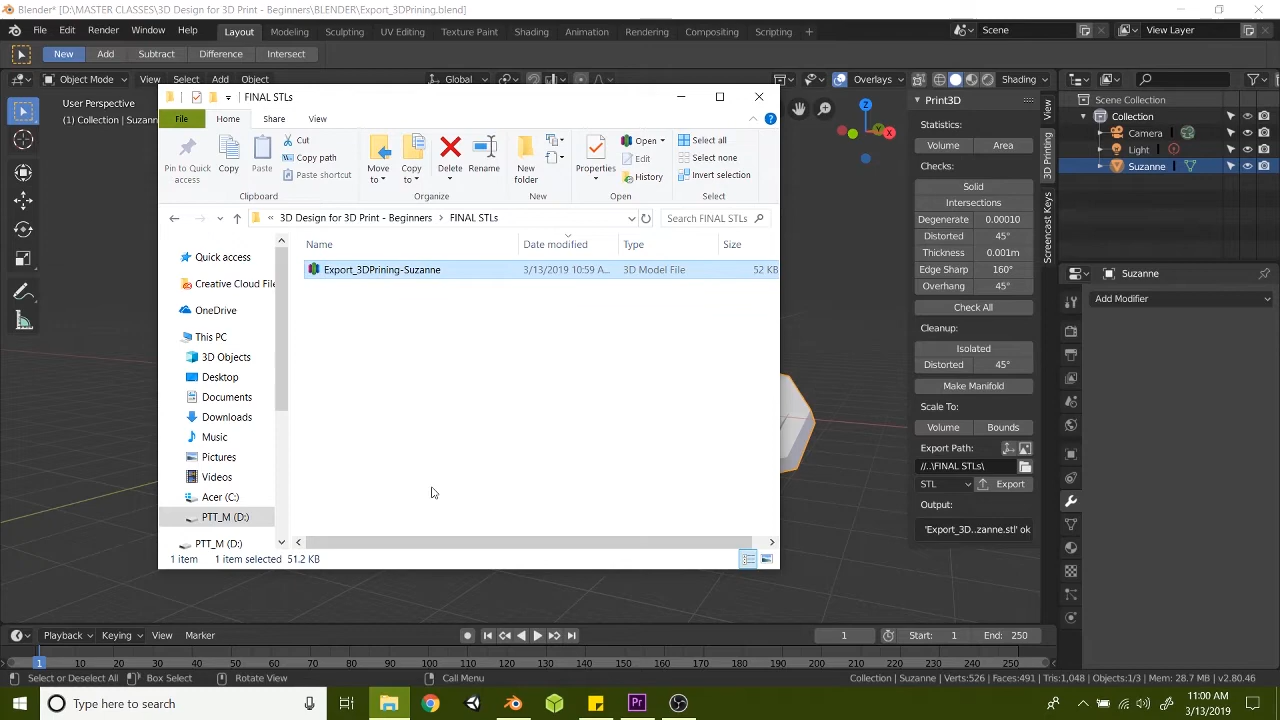 Blender* [D:\MASTER CLASSES\3D Design for 3D Print - Beginners\BLENDER\Export_3DPrining.blend]
File Edit Render Window Help Layout Modeling Sculpting UV Editing Texture Paint Shading Animation Rendering Compositing Scripting + Scene View Layer
New Add Subtract Difference Intersect
Object Mode View Select Add Object Global Overlays Shading
User Perspective
(1) Collection | Suzann
FINAL STLs
File Home Share View
Pin to Quick access
Copy
Paste
Cut
Copy path
Paste shortcut
Clipboard
Move to
Copy to
Delete
Rename
Organize
New folder
New
Properties
Open
Edit
History
Open
Select all
Select none
Invert selection
Select
« 3D Design for 3D Print - Beginners > FINAL STLs
Search FINAL STLs
Name Date modified Type Size
Export_3DPrining-Suzanne 3/13/2019 10:59 A... 3D Model File 52 KB
Quick access
Creative Cloud File
OneDrive
This PC
3D Objects
Desktop
Documents
Downloads
Music
Pictures
Videos
Acer (C:)
PTT_M (D:)
PTT_M (D:)
1 item 1 item selected 51.2 KB
Print3D
Statistics:
Volume Area
Checks:
Solid
Intersections
Degenerate 0.00010
Distorted 45°
Thickness 0.001m
Edge Sharp 160°
Overhang 45°
Check All
Cleanup:
Isolated
Distorted 45°
Make Manifold
Scale To:
Volume Bounds
Export Path:
//..\FINAL STLs\
STL Export
Output:
'Export_3D..zanne.stl' ok
View
3D Printing
Screencast Keys
Scene Collection
Collection
Camera
Light
Suzanne
Suzanne
Add Modifier
Playback Keying View Marker 1 Start: 1 End: 250
1 10 20 30 40 50 60 70 80 90 100 110 120 130 140 150 160 170 180 190 200 210 220 230 240 250
Select or Deselect All Box Select Rotate View Call Menu Collection | Suzanne | Verts:526 | Faces:491 | Tris:1,048 | Objects:1/3 | Mem: 28.7 MB | v2.80.46
Type here to search
Pr
11:00 AM
3/13/2019